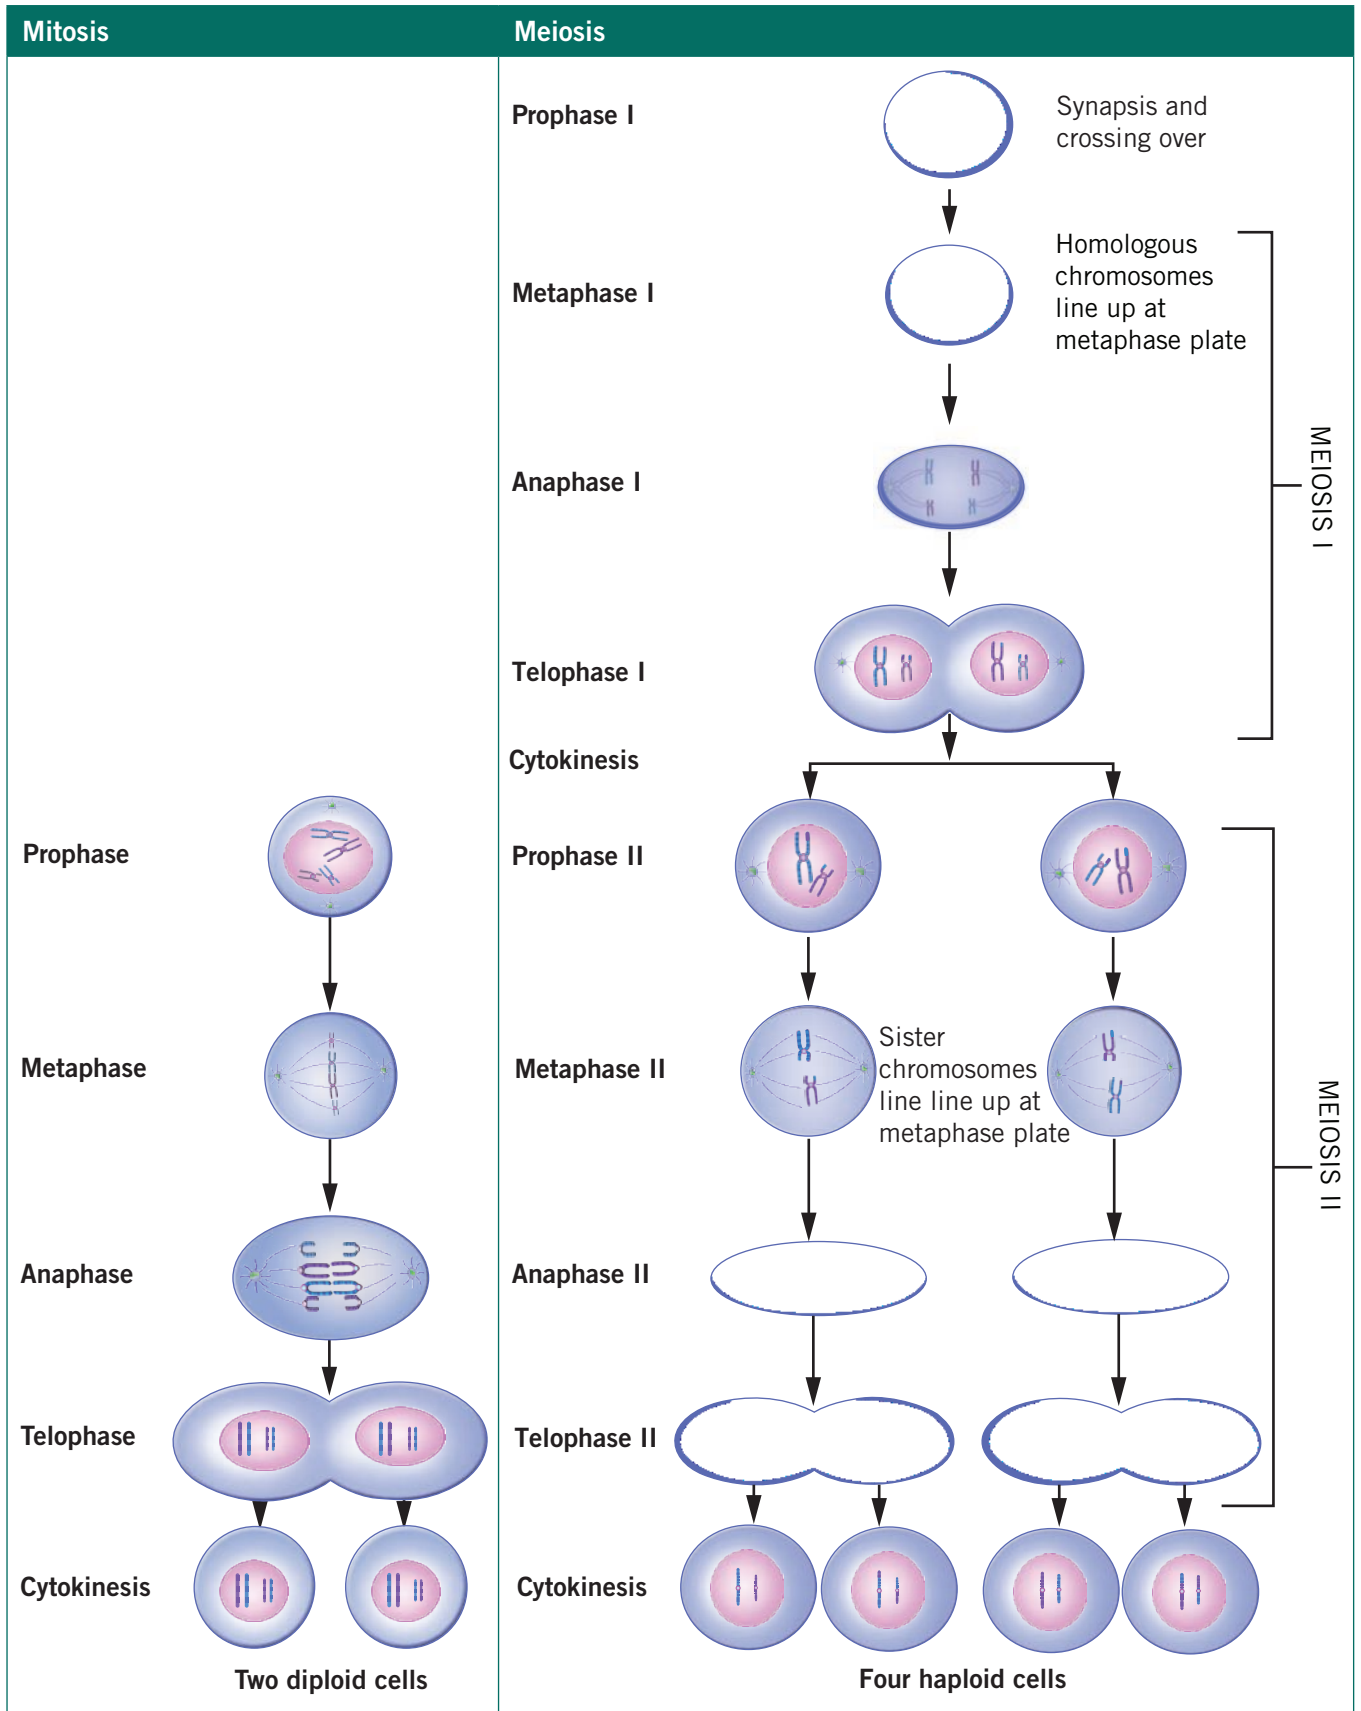 Mitosis
Meiosis
Prophase I
Synapsis and
crossing over
Metaphase I
Homologous
chromosomes
line up at
metaphase plate
Anaphase I
MEIOSIS I
Telophase I
Cytokinesis
Prophase
Prophase II
Metaphase
Metaphase II
Sister
chromosomes
line line up at
metaphase plate
MEIOSIS II
Anaphase
Anaphase II
Telophase
Telophase II
Cytokinesis
Cytokinesis
Two diploid cells
Four haploid cells